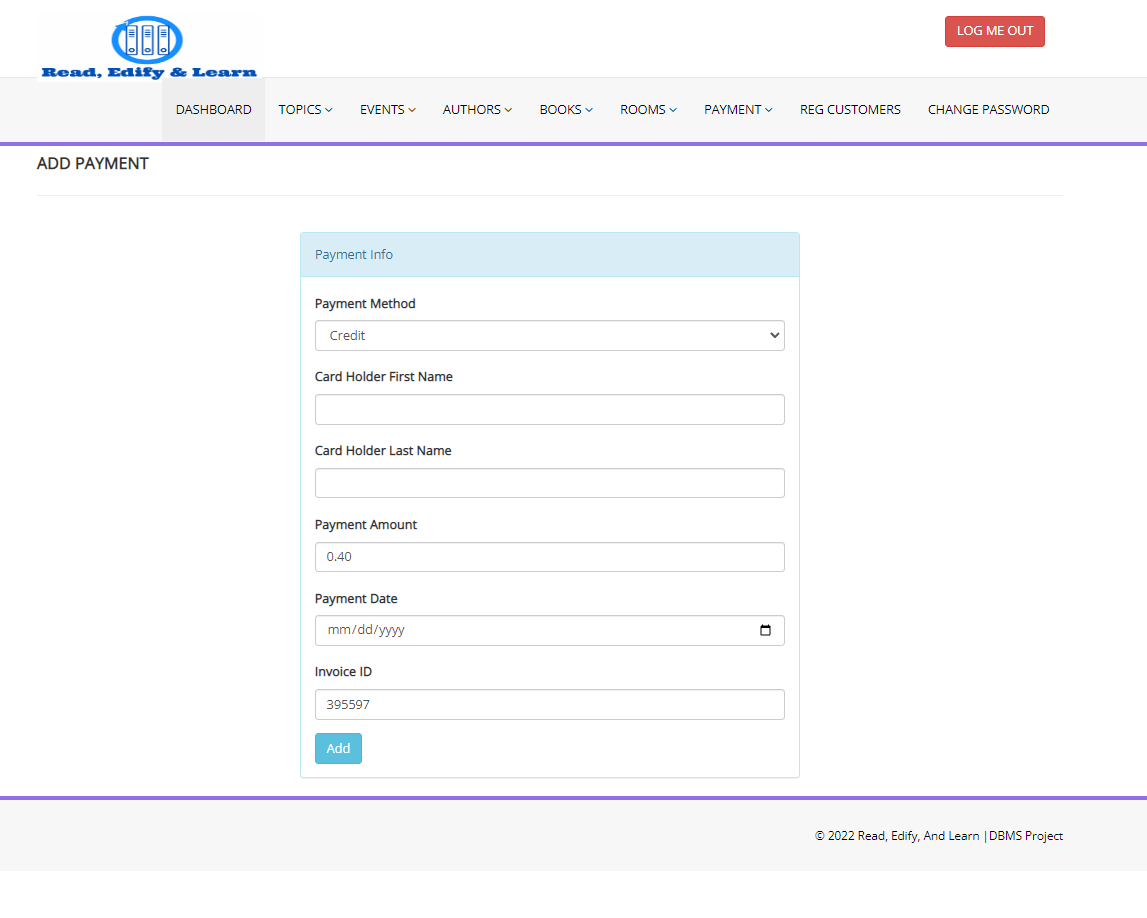 Read, Edify & Learn
LOG ME OUT
DASHBOARD TOPICS EVENTS AUTHORS BOOKS ROOMS PAYMENT REG CUSTOMERS CHANGE PASSWORD
ADD PAYMENT
Payment Info
Payment Method
Credit
Card Holder First Name
Card Holder Last Name
Payment Amount
0.40
Payment Date
mm/dd/yyyy
Invoice ID
395597
Add
© 2022 Read, Edify, And Learn |DBMS Project